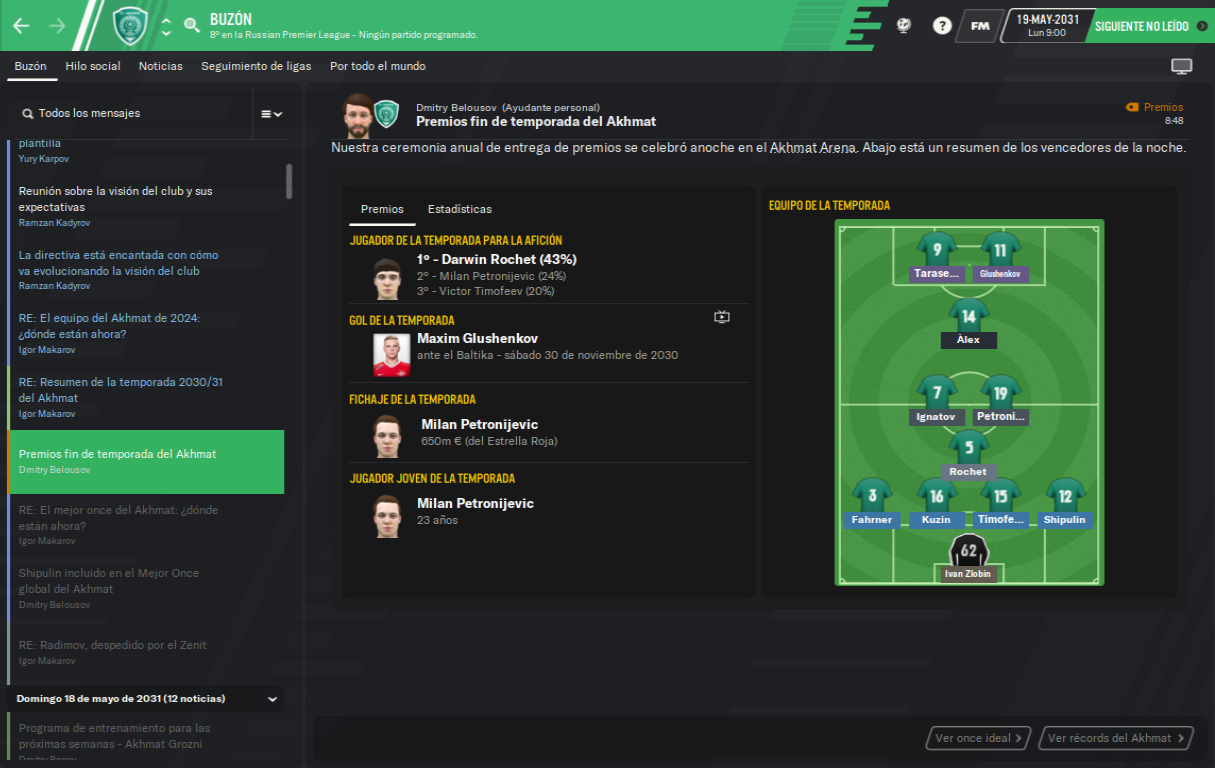 BUZÓN
8º en la Russian Premier League - Ningún partido programado.
FM
19-MAY-2031
Lun 9:00
SIGUIENTE NO LEÍDO
Buzón
Hilo social
Noticias
Seguimiento de ligas
Por todo el mundo
Todos los mensajes
plantilla
Yury Karpov
Reunión sobre la visión del club y sus
expectativas
Ramzan Kadyrov
La directiva está encantada con cómo
va evolucionando la visión del club
Ramzan Kadyrov
RE: El equipo del Akhmat de 2024:
¿dónde están ahora?
Igor Makarov
RE: Resumen de la temporada 2030/31
del Akhmat
Igor Makarov
Premios fin de temporada del Akhmat
Dmitry Belousov
RE: El mejor once del Akhmat: ¿dónde
están ahora?
Igor Makarov
Shipulin incluido en el Mejor Once
global del Akhmat
Dmitry Belousov
RE: Radimov, despedido por el Zenit
Igor Makarov
Domingo 18 de mayo de 2031 (12 noticias)
Programa de entrenamiento para las
próximas semanas - Akhmat Grozni
Dmitry Belousov (Ayudante personal)
Premios fin de temporada del Akhmat
Premios
8:48
Nuestra ceremonia anual de entrega de premios se celebró anoche en el Akhmat Arena. Abajo está un resumen de los vencedores de la noche.
Premios
Estadísticas
JUGADOR DE LA TEMPORADA PARA LA AFICIÓN
1º - Darwin Rochet (43%)
2º - Milan Petronijevic (24%)
3º - Victor Timofeev (20%)
GOL DE LA TEMPORADA
Maxim Glushenkov
ante el Baltika - sábado 30 de noviembre de 2030
FICHAJE DE LA TEMPORADA
Milan Petronijevic
650m € (del Estrella Roja)
JUGADOR JOVEN DE LA TEMPORADA
Milan Petronijevic
23 años
EQUIPO DE LA TEMPORADA
9
11
Tarase...
Glushenkov
14
Àlex
7
19
Ignatov
Petroni...
5
Rochet
3
16
15
12
Fahrner
Kuzin
Timofe...
Shipulin
62
Ivan Zlobin
Ver once ideal
Ver récords del Akhmat